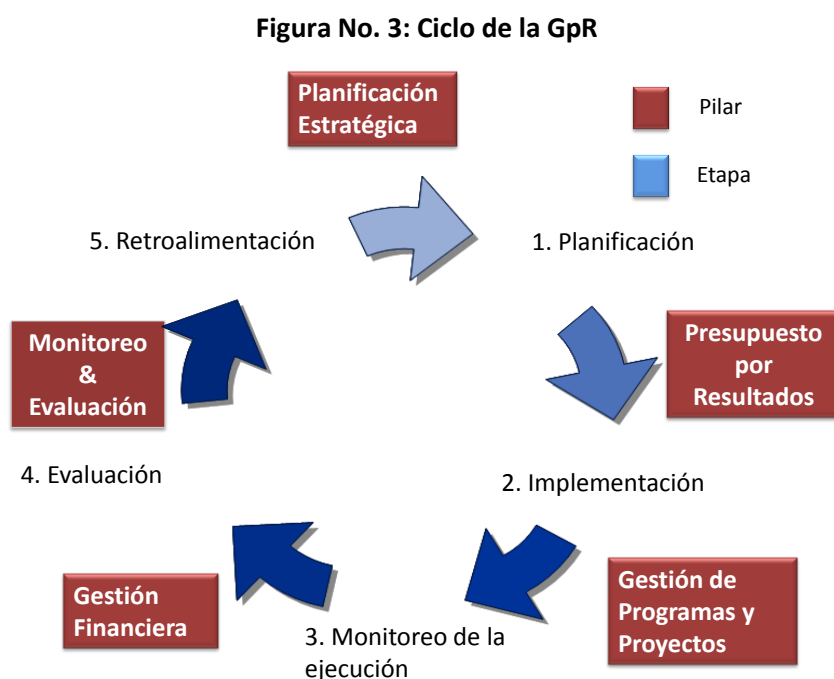 Figura No. 3: Ciclo de la GpR
Planificación
Estratégica
Pilar
Etapa
5. Retroalimentación
1. Planificación
Monitoreo
&
Evaluación
Presupuesto
por
Resultados
4. Evaluación
2. Implementación
Gestión
Financiera
3. Monitoreo de la
ejecución
Gestión de
Programas y
Proyectos